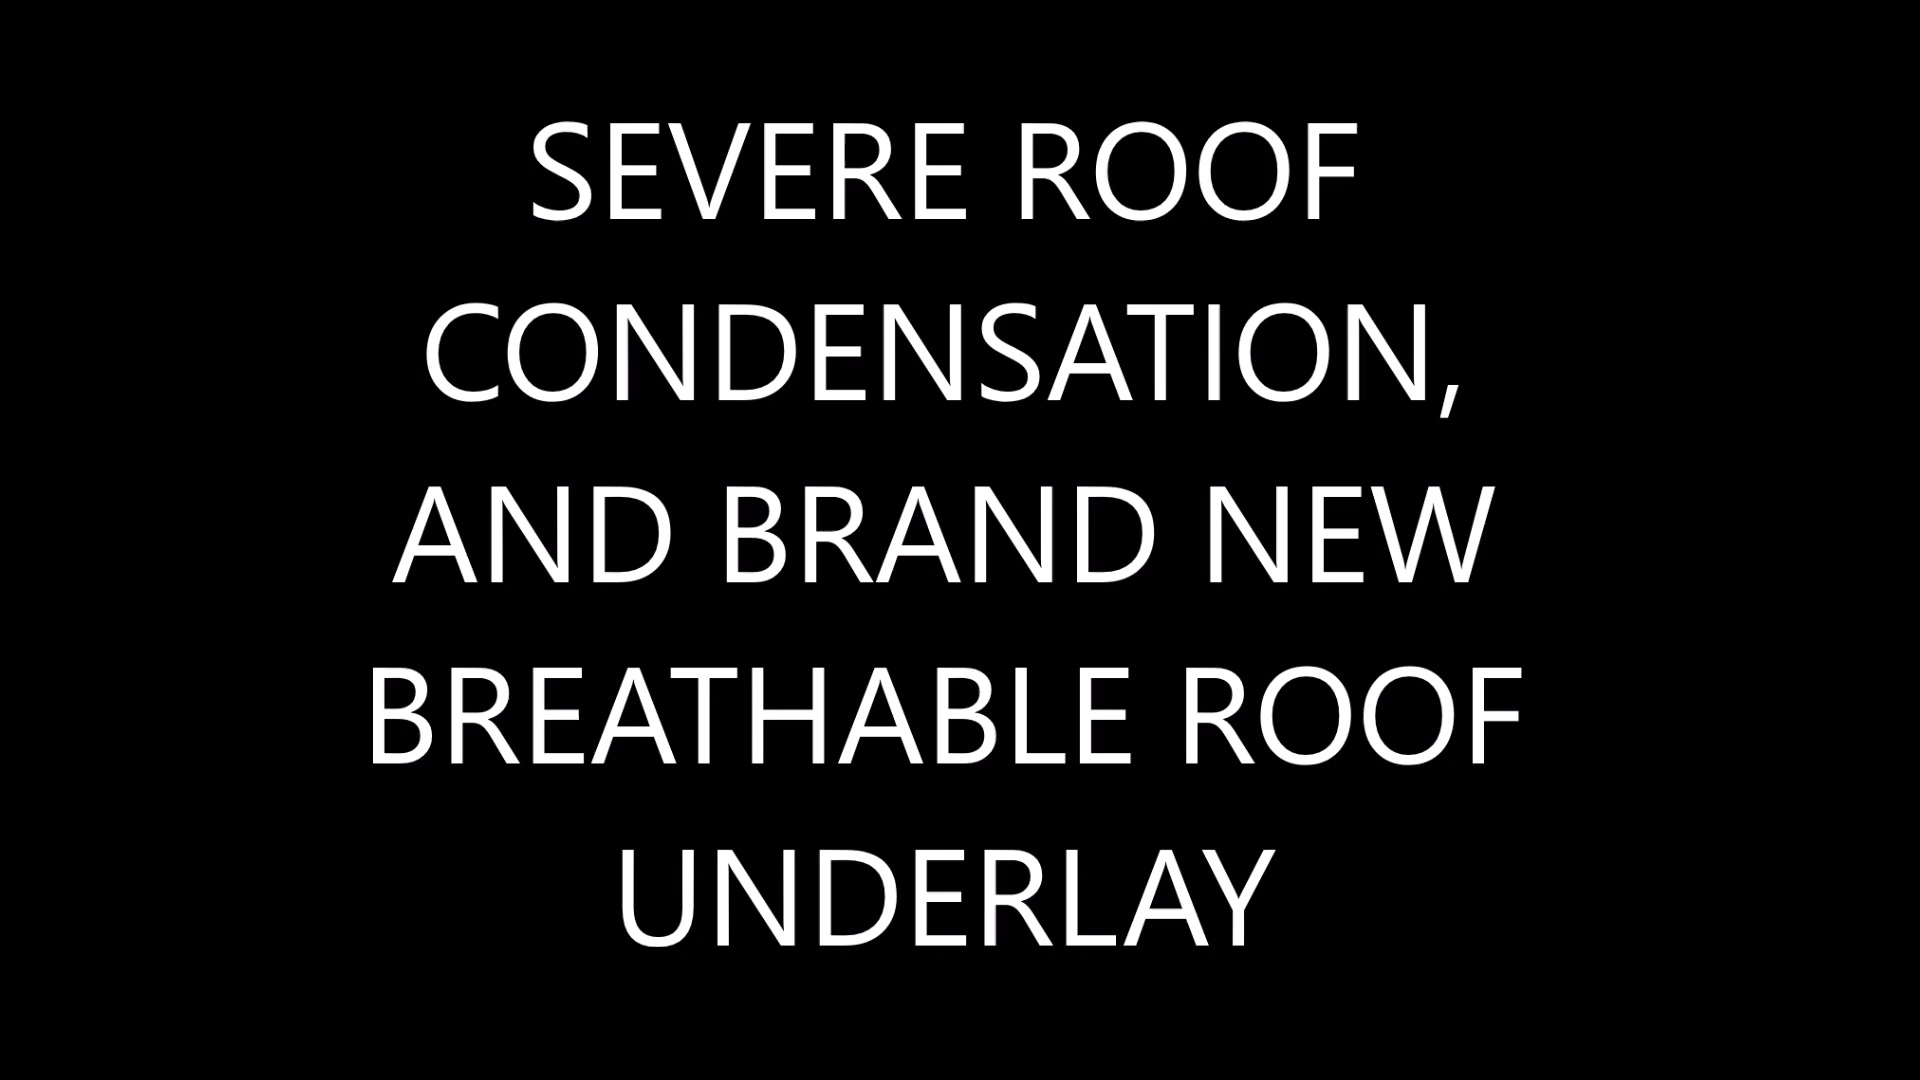 SEVERE ROOF
CONDENSATION,
AND BRAND NEW
BREATHABLE ROOF
UNDERLAY